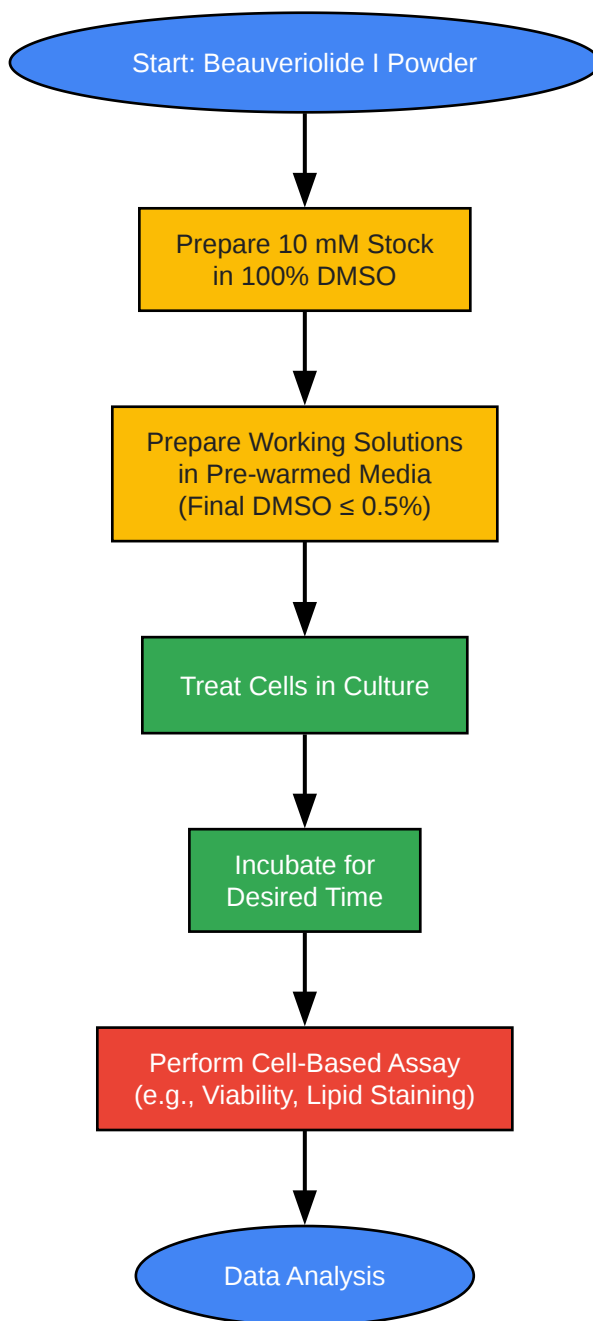 Start: Beauveriolide I Powder
Prepare 10 mM Stock
in 100% DMSO
Prepare Working Solutions
in Pre-warmed Media
(Final DMSO ≤ 0.5%)
Treat Cells in Culture
Incubate for
Desired Time
Perform Cell-Based Assay
(e.g., Viability, Lipid Staining)
Data Analysis